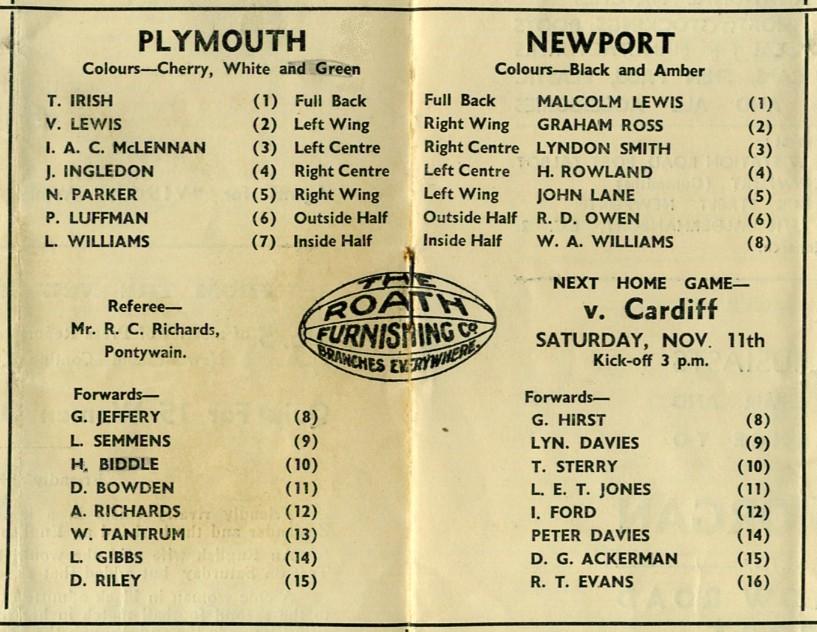 PLYMOUTH
Colours—Cherry, White and Green
T. IRISH (1) Full Back
V. LEWIS (2) Left Wing
I. A. C. McLENNAN (3) Left Centre
J. INGLEDON (4) Right Centre
N. PARKER (5) Right Wing
P. LUFFMAN (6) Outside Half
L. WILLIAMS (7) Inside Half
Referee—
Mr. R. C. Richards,
Pontywain.
Forwards—
G. JEFFERY (8)
L. SEMMENS (9)
H. BIDDLE (10)
D. BOWDEN (11)
A. RICHARDS (12)
W. TANTRUM (13)
L. GIBBS (14)
D. RILEY (15)
THE
ROATH
FURNISHING CO
BRANCHES EVERYWHERE.
NEWPORT
Colours—Black and Amber
Full Back MALCOLM LEWIS (1)
Right Wing GRAHAM ROSS (2)
Right Centre LYNDON SMITH (3)
Left Centre H. ROWLAND (4)
Left Wing JOHN LANE (5)
Outside Half R. D. OWEN (6)
Inside Half W. A. WILLIAMS (8)
NEXT HOME GAME—
v. Cardiff
SATURDAY, NOV. 11th
Kick-off 3 p.m.
Forwards—
G. HIRST (8)
LYN. DAVIES (9)
T. STERRY (10)
L. E. T. JONES (11)
I. FORD (12)
PETER DAVIES (14)
D. G. ACKERMAN (15)
R. T. EVANS (16)